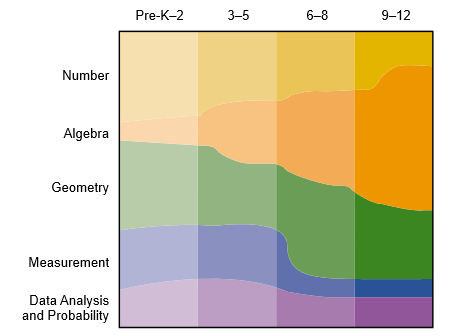 Pre-K–2 3–5 6–8 9–12
Number
Algebra
Geometry
Measurement
Data Analysis
and Probability